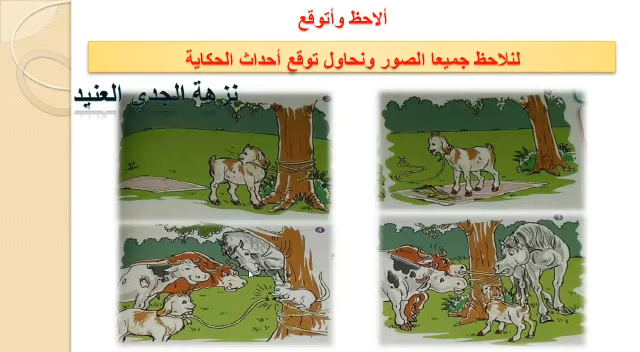 ألاحظ وأتوقع
لنلاحظ جميعا الصور ونحاول توقع أحداث الحكاية
نزهة الجدي العنيد